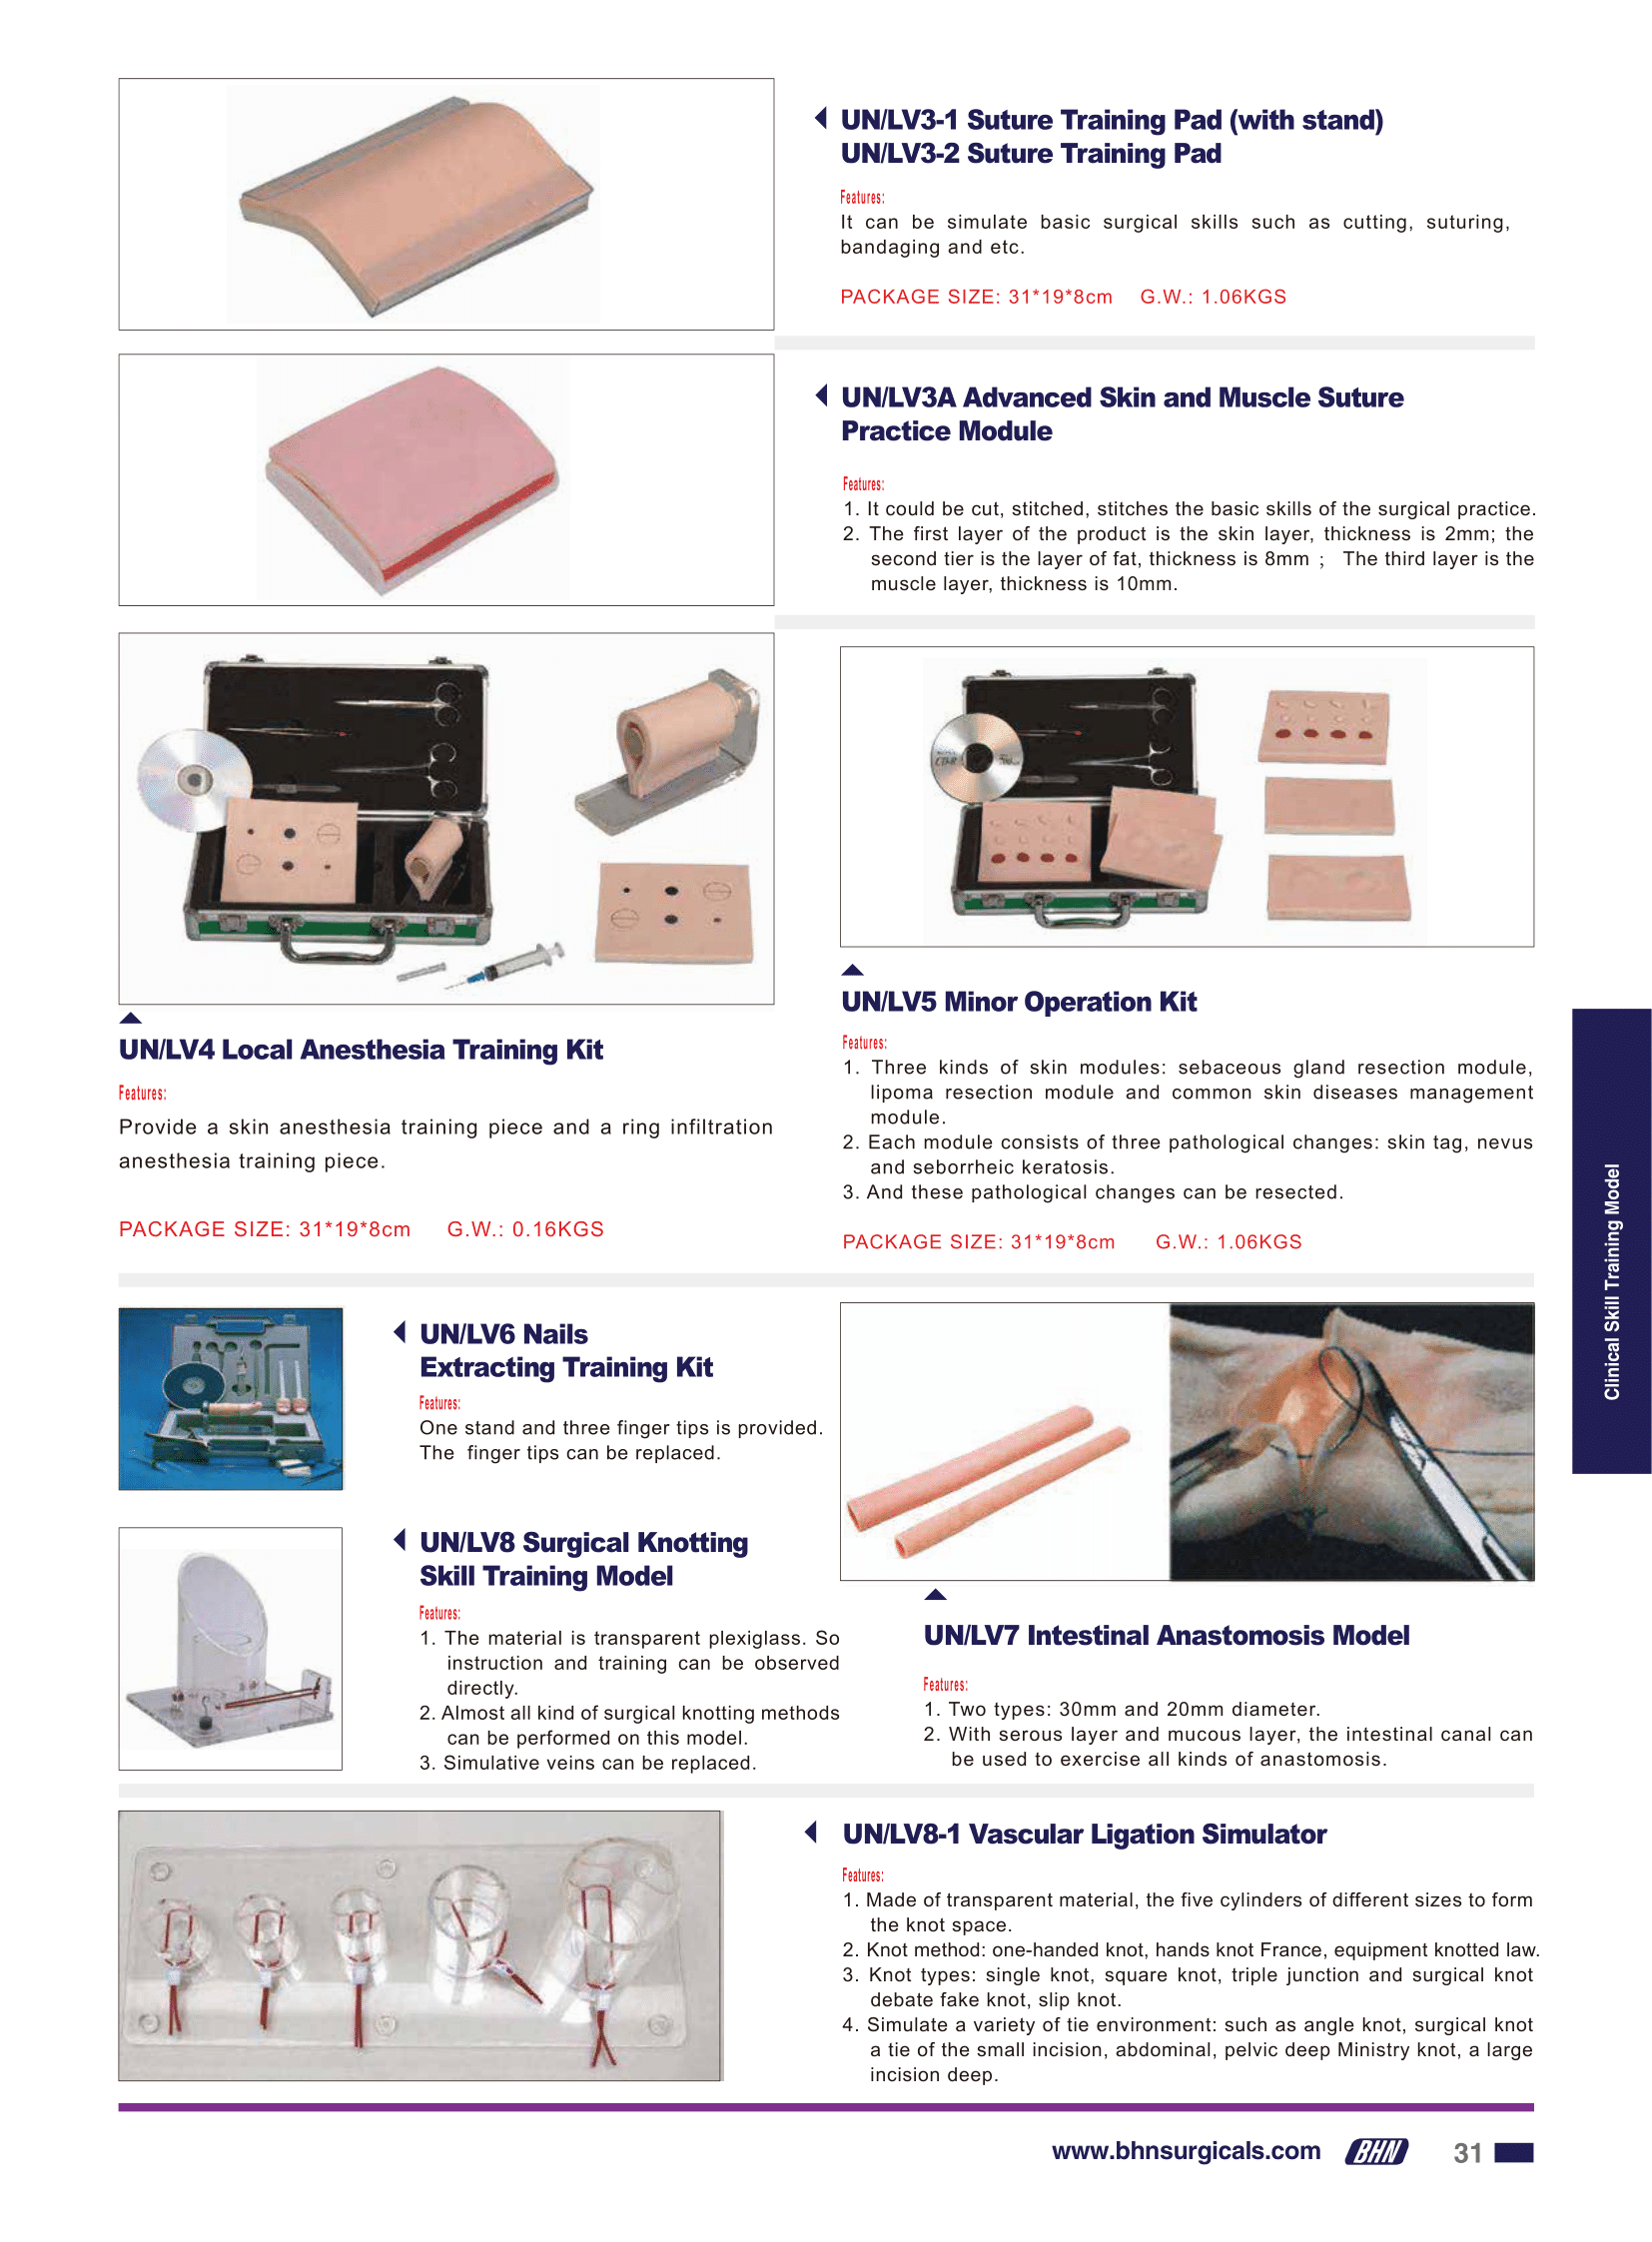 UN/LV3-1 Suture Training Pad (with stand)
UN/LV3-2 Suture Training Pad
Features:
It can be simulate basic surgical skills such as cutting, suturing,
bandaging and etc.
PACKAGE SIZE: 31*19*8cm G.W.: 1.06KGS
UN/LV3A Advanced Skin and Muscle Suture
Practice Module
Features:
1. It could be cut, stitched, stitches the basic skills of the surgical practice.
2. The first layer of the product is the skin layer, thickness is 2mm; the
second tier is the layer of fat, thickness is 8mm ; The third layer is the
muscle layer, thickness is 10mm.
UN/LV4 Local Anesthesia Training Kit
Features:
Provide a skin anesthesia training piece and a ring infiltration
anesthesia training piece.
PACKAGE SIZE: 31*19*8cm G.W.: 0.16KGS
UN/LV5 Minor Operation Kit
Features:
1. Three kinds of skin modules: sebaceous gland resection module,
lipoma resection module and common skin diseases management
module.
2. Each module consists of three pathological changes: skin tag, nevus
and seborrheic keratosis.
3. And these pathological changes can be resected.
PACKAGE SIZE: 31*19*8cm G.W.: 1.06KGS
UN/LV6 Nails
Extracting Training Kit
Features:
One stand and three finger tips is provided.
The finger tips can be replaced.
UN/LV8 Surgical Knotting
Skill Training Model
Features:
1. The material is transparent plexiglass. So
instruction and training can be observed
directly.
2. Almost all kind of surgical knotting methods
can be performed on this model.
3. Simulative veins can be replaced.
UN/LV7 Intestinal Anastomosis Model
Features:
1. Two types: 30mm and 20mm diameter.
2. With serous layer and mucous layer, the intestinal canal can
be used to exercise all kinds of anastomosis.
UN/LV8-1 Vascular Ligation Simulator
Features:
1. Made of transparent material, the five cylinders of different sizes to form
the knot space.
2. Knot method: one-handed knot, hands knot France, equipment knotted law.
3. Knot types: single knot, square knot, triple junction and surgical knot
debate fake knot, slip knot.
4. Simulate a variety of tie environment: such as angle knot, surgical knot
a tie of the small incision, abdominal, pelvic deep Ministry knot, a large
incision deep.
Clinical Skill Training Model
www.bhnsurgicals.com BHN 31